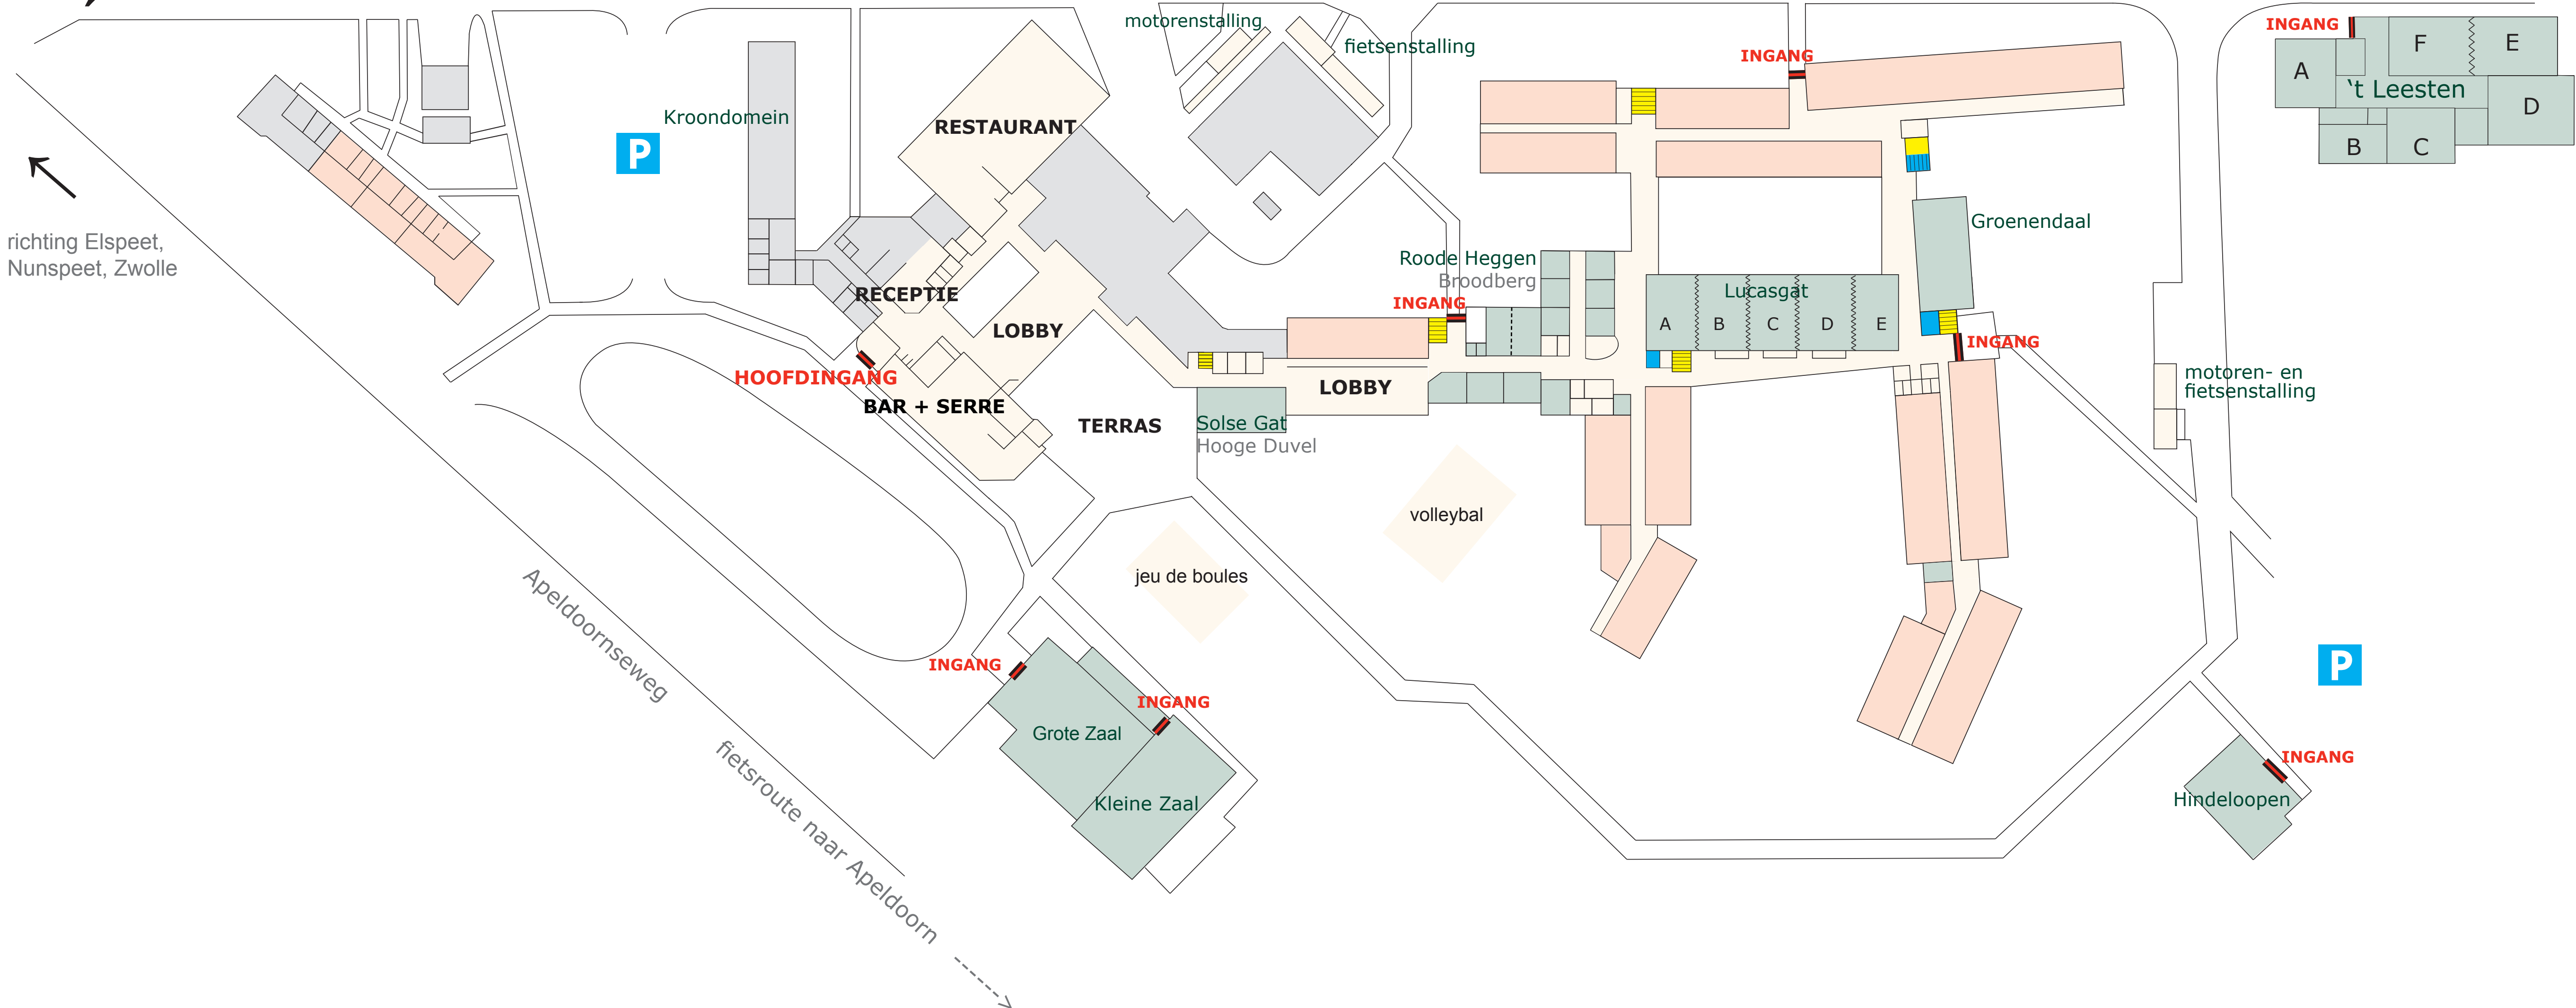 motorenstalling
fietsenstalling
INGANG
INGANG
F
E
A
't Leesten
D
B
C
Kroondomein
P
RESTAURANT
richting Elspeet,
Nunspeet, Zwolle
Groenendaal
Roode Heggen
Broodberg
INGANG
RECEPTIE
LOBBY
Lucasgat
A
B
C
D
E
INGANG
HOOFDINGANG
BAR + SERRE
TERRAS
LOBBY
Solse Gat
Hooge Duvel
motoren- en
fietsenstalling
volleybal
jeu de boules
Apeldoornseweg
INGANG
INGANG
Grote Zaal
Kleine Zaal
P
INGANG
Hindeloopen
fietsroute naar Apeldoorn